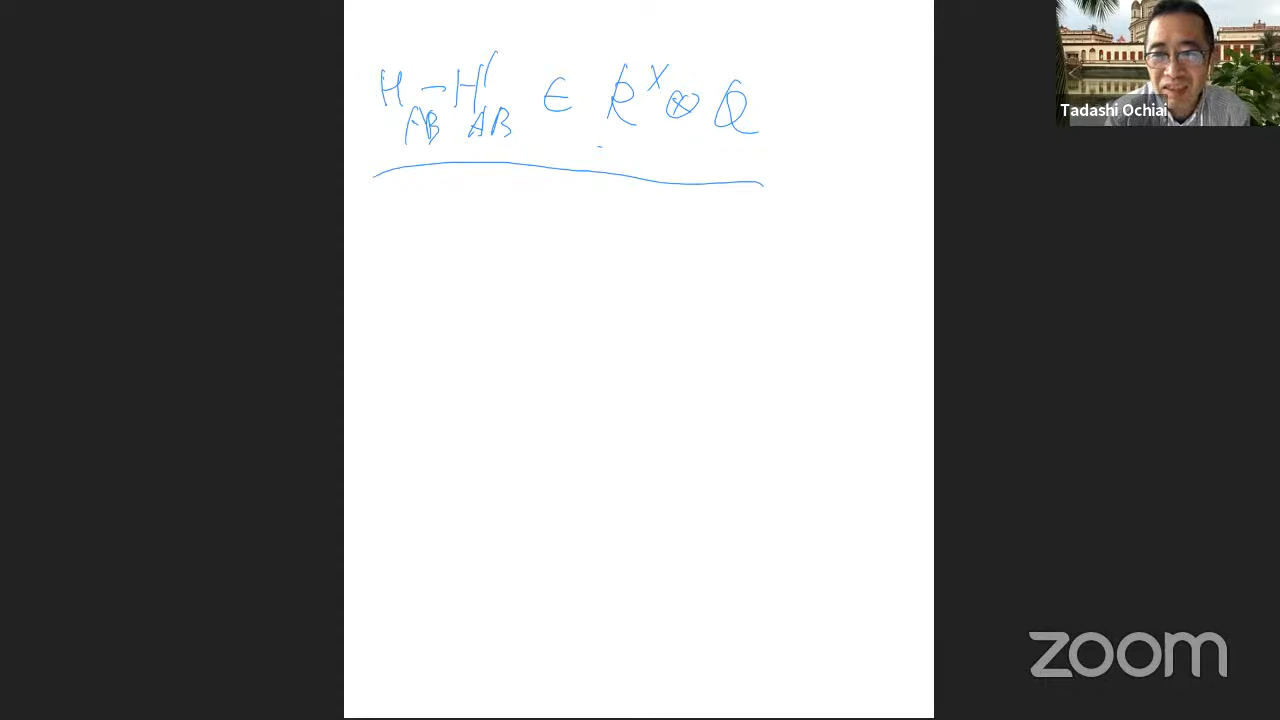 H_AB - H'_AB ∈ R^× ⊗ Q
Tadashi Ochiai
zoom